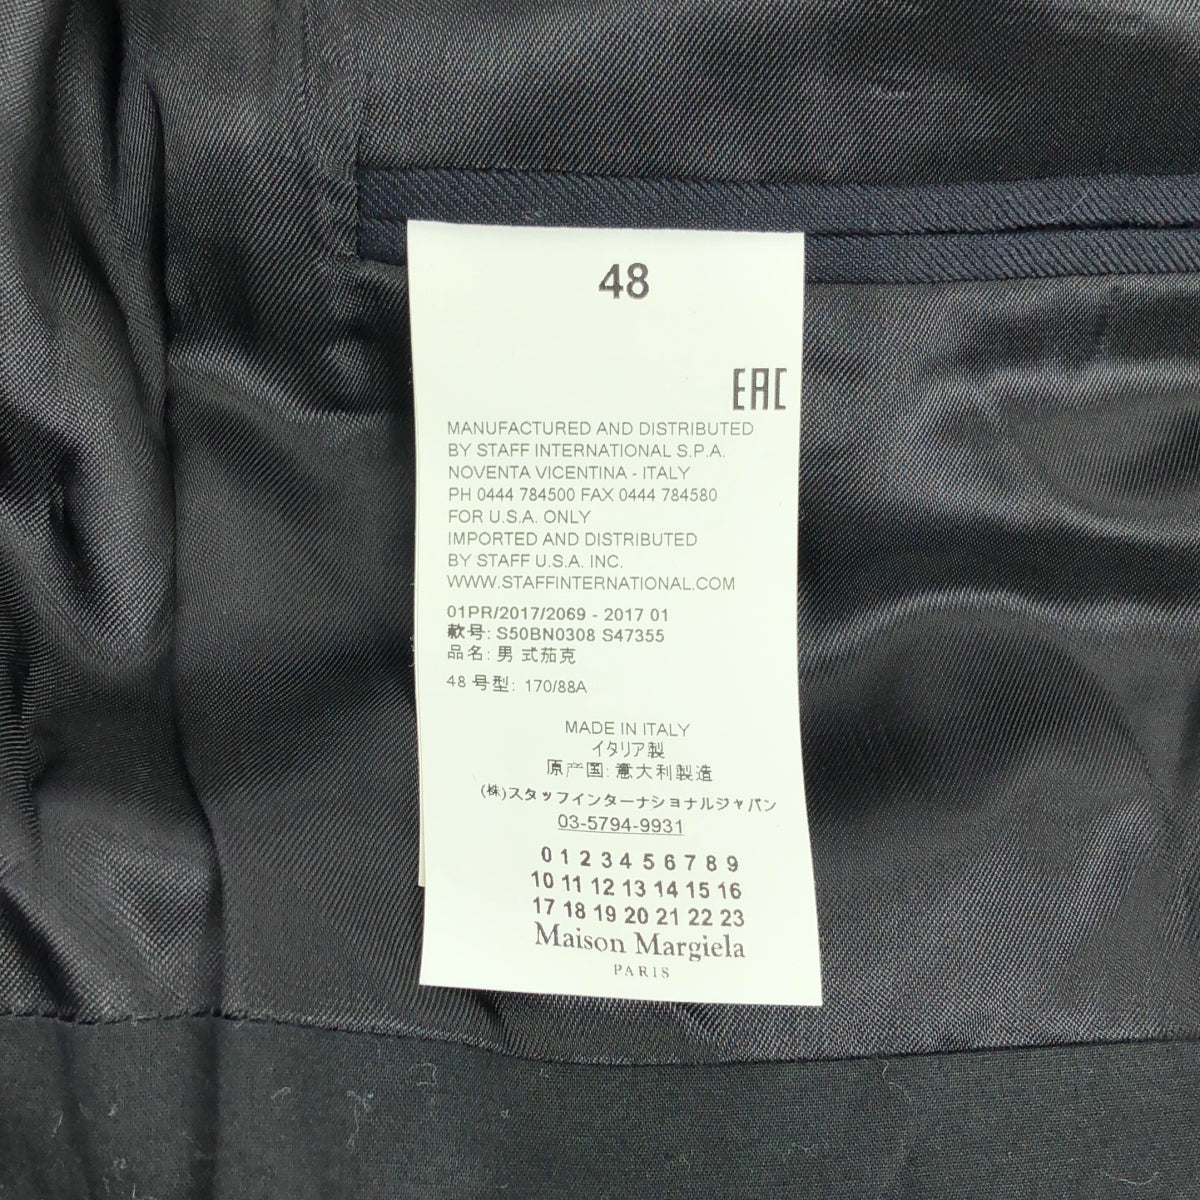 48
EAC
MANUFACTURED AND DISTRIBUTED
BY STAFF INTERNATIONAL S.P.A.
NOVENTA VICENTINA - ITALY
PH 0444 784500 FAX 0444 784580
FOR U.S.A. ONLY
IMPORTED AND DISTRIBUTED
BY STAFF U.S.A. INC.
WWW.STAFFINTERNATIONAL.COM
01PR/2017/2069 - 2017 01
款号: S50BN0308 S47355
品名: 男 式茄克
48 号型: 170/88A
MADE IN ITALY
イタリア製
原产国: 意大利製造
(株)スタッフインターナショナルジャパン
03-5794-9931
0 1 2 3 4 5 6 7 8 9
10 11 12 13 14 15 16
17 18 19 20 21 22 23
Maison Margiela
PARIS